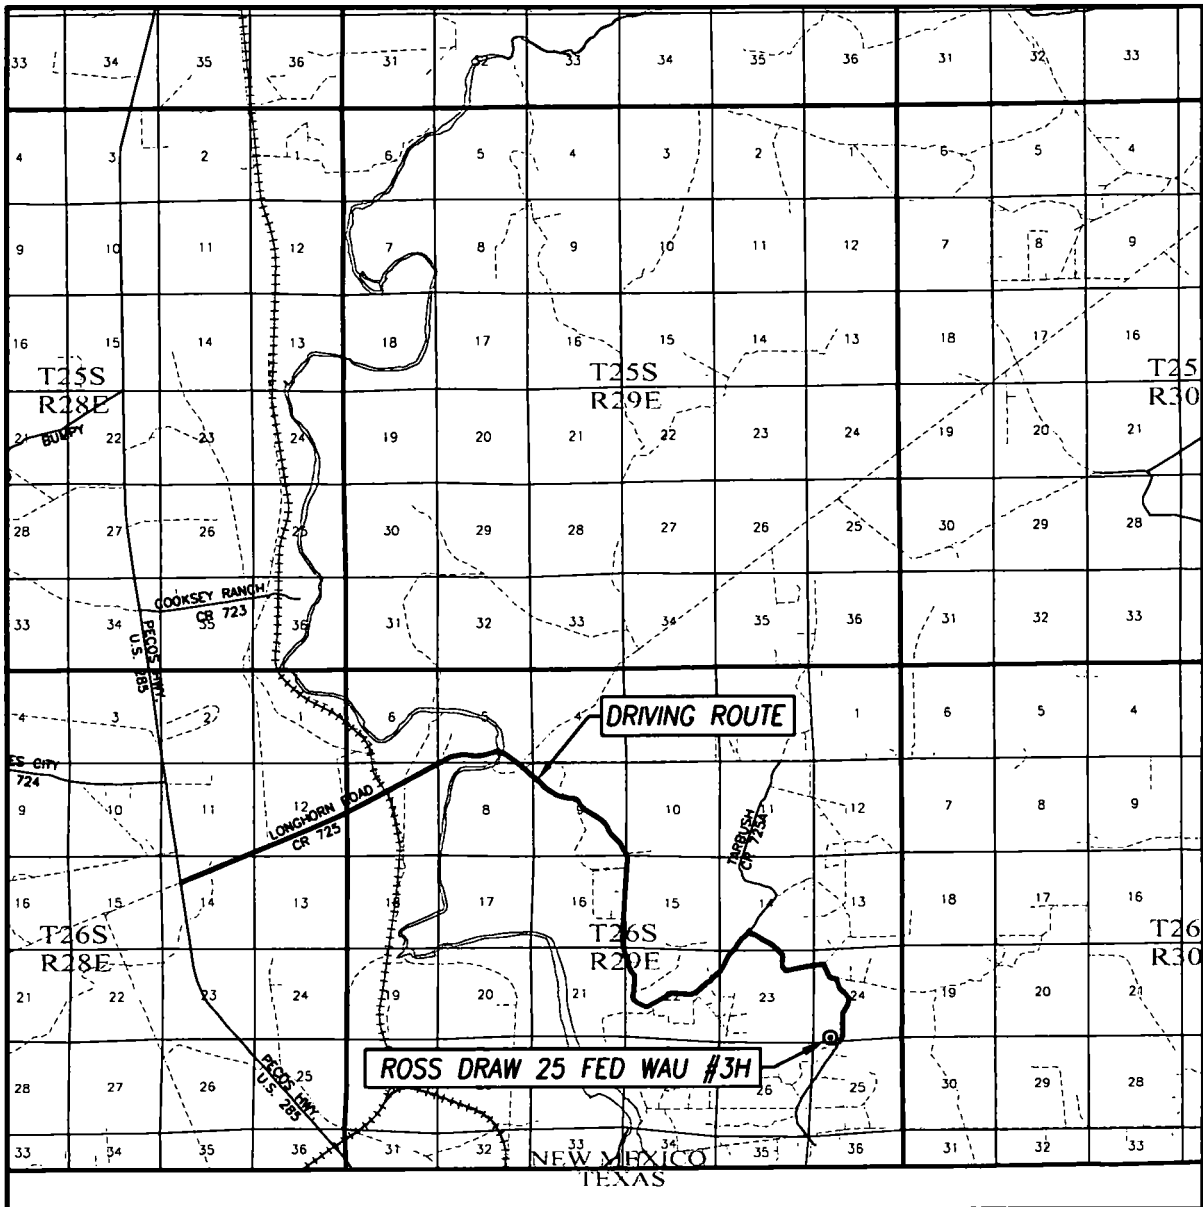 33 34 35 36 31 32 33 34 35 36 31 32 33
4 3 2 1 6 5 4 3 2 1 6 5 4
9 10 11 12 7 8 9 10 11 12 7 8 9
16 15 14 13 18 17 16 15 14 13 18 17 16
T25S T25S T25
R28E R29E R30
21 22 23 24 19 20 21 22 23 24 19 20 21
BUMPY
28 27 26 25 30 29 28 27 26 25 30 29 28
COOKSEY RANCH
CR 723
33 34 35 36 31 32 33 34 35 36 31 32 33
PECOS HWY
U.S. 285
4 3 2 1 6 5 4 1 6 5 4
DRIVING ROUTE
ES CITY
724
9 10 11 12 8 9 10 11 12 7 8 9
LONGHORN ROAD
CR 725
TARBUSH
CR 725A
16 15 14 13 18 17 16 15 14 13 18 17 16
T26S T26S T26
R28E R29E R30
21 22 23 24 19 20 21 22 23 24 19 20 21
ROSS DRAW 25 FED WAU #3H
PECOS HWY
U.S. 285
28 27 26 25 26 25 30 29 28
33 34 35 36 31 32 33 34 35 36 31 32 33
NEW MEXICO
TEXAS